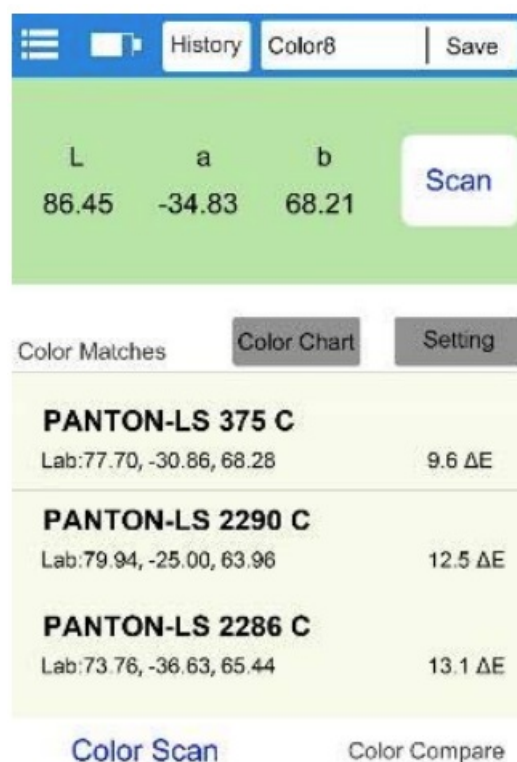 History Color8 Save
L a b
86.45 -34.83 68.21
Scan
Color Matches Color Chart Setting
PANTON-LS 375 C
Lab:77.70, -30.86, 68.28 9.6 ΔE
PANTON-LS 2290 C
Lab:79.94, -25.00, 63.96 12.5 ΔE
PANTON-LS 2286 C
Lab:73.76, -36.63, 65.44 13.1 ΔE
Color Scan Color Compare